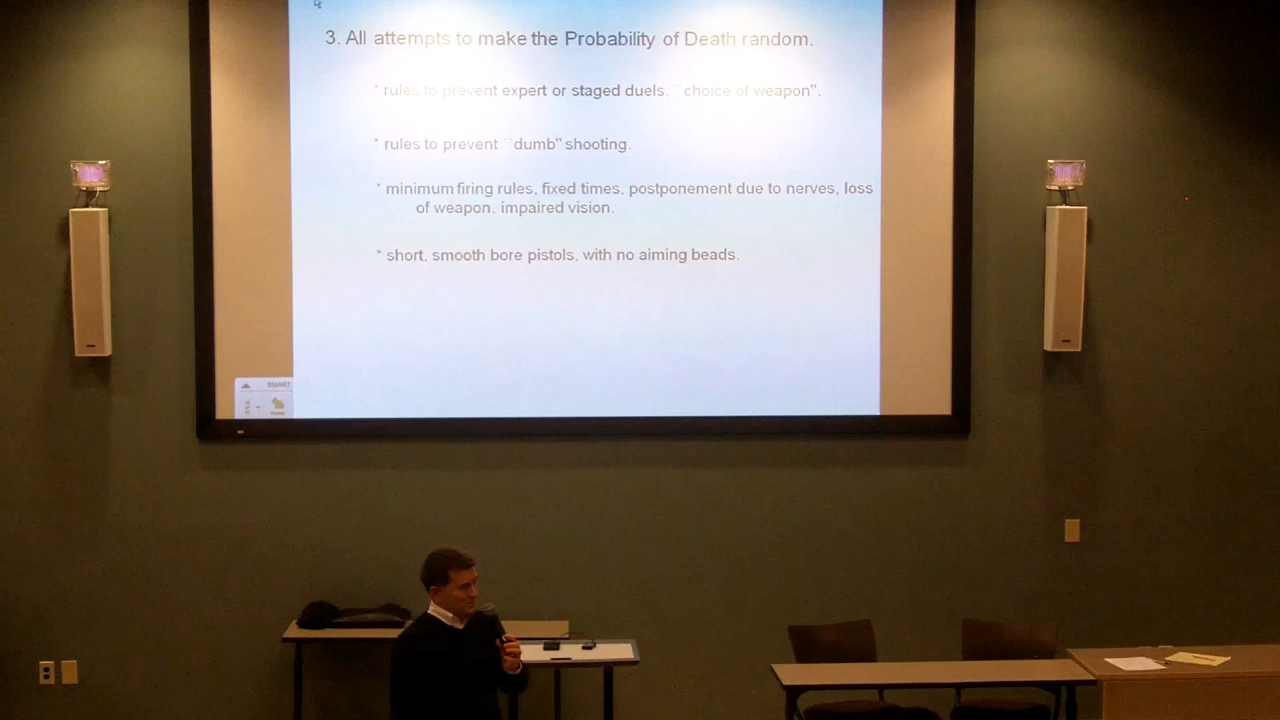 3. All attempts to make the Probability of Death random.
* rules to prevent expert or staged duels, ``choice of weapon".
* rules to prevent ``dumb" shooting.
* minimum firing rules, fixed times, postponement due to nerves, loss
of weapon, impaired vision.
* short, smooth bore pistols, with no aiming beads.
SMART